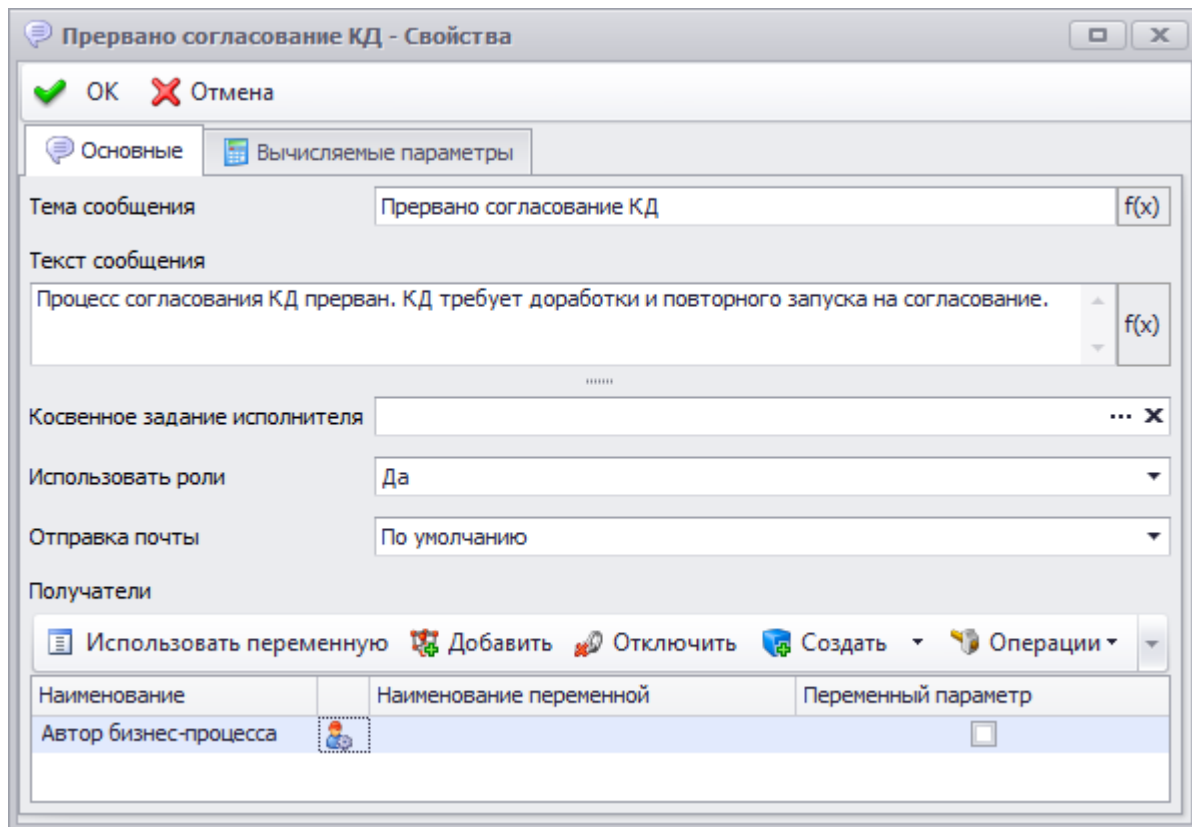 Прервано согласование КД - Свойства
ОК Отмена
Основные Вычисляемые параметры
Тема сообщения Прервано согласование КД f(x)
Текст сообщения
Процесс согласования КД прерван. КД требует доработки и повторного запуска на согласование.
f(x)
Косвенное задание исполнителя ...
Использовать роли Да
Отправка почты По умолчанию
Получатели
Использовать переменную Добавить Отключить Создать Операции
Наименование Наименование переменной Переменный параметр
Автор бизнес-процесса